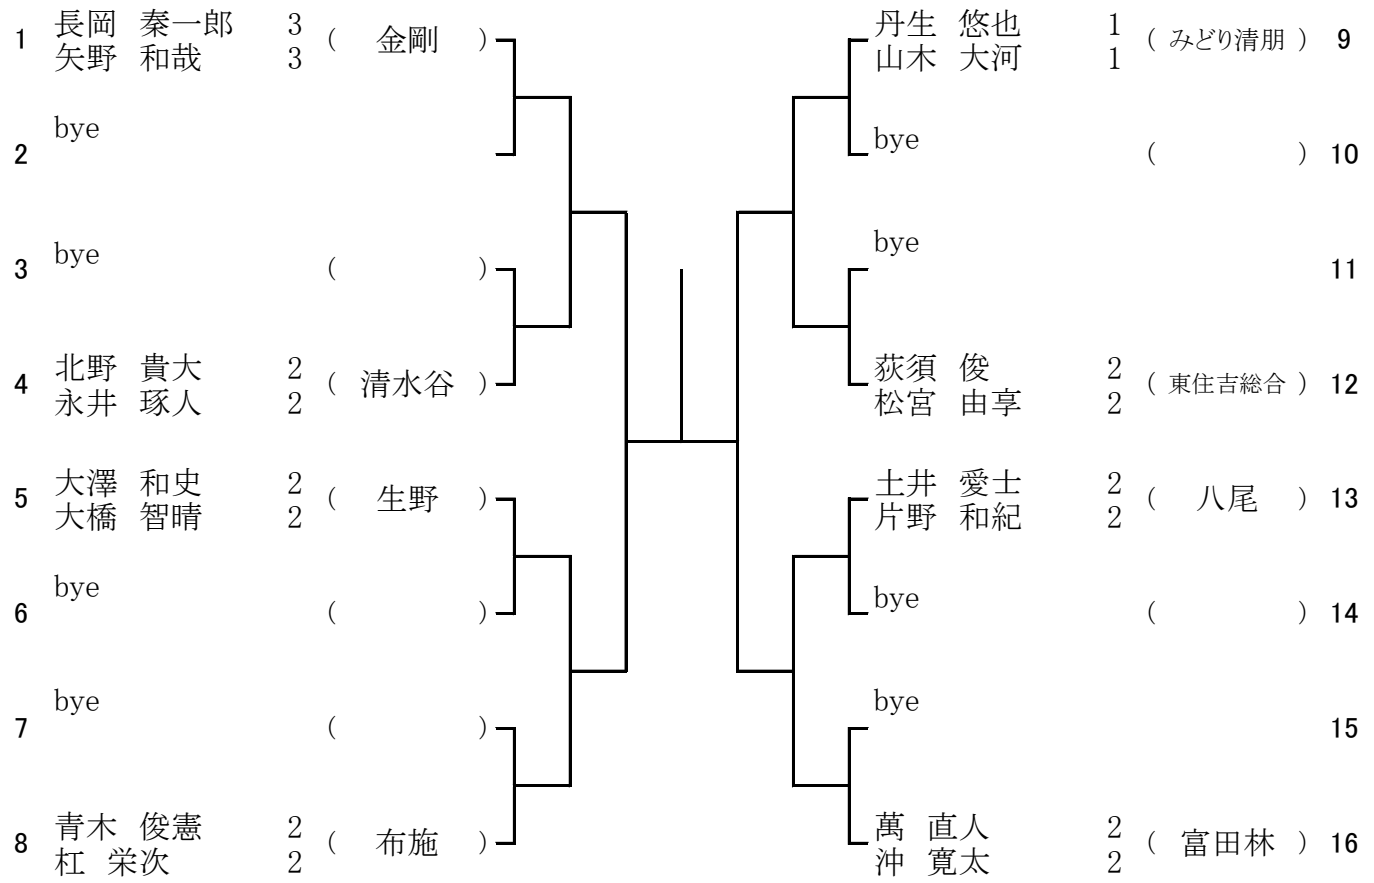 1 長岡 秦一郎 3 ( 金剛 )
矢野 和哉 3
2 bye
3 bye ( )
4 北野 貴大 2 ( 清水谷 )
永井 琢人 2
5 大澤 和史 2 ( 生野 )
大橋 智晴 2
6 bye ( )
7 bye ( )
8 青木 俊憲 2 ( 布施 )
杠 栄次 2
丹生 悠也 1 ( みどり清朋 ) 9
山木 大河 1
bye ( ) 10
bye 11
荻須 俊 2 ( 東住吉総合 ) 12
松宮 由享 2
土井 愛士 2 ( 八尾 ) 13
片野 和紀 2
bye ( ) 14
bye 15
萬 直人 2 ( 富田林 ) 16
沖 寛太 2